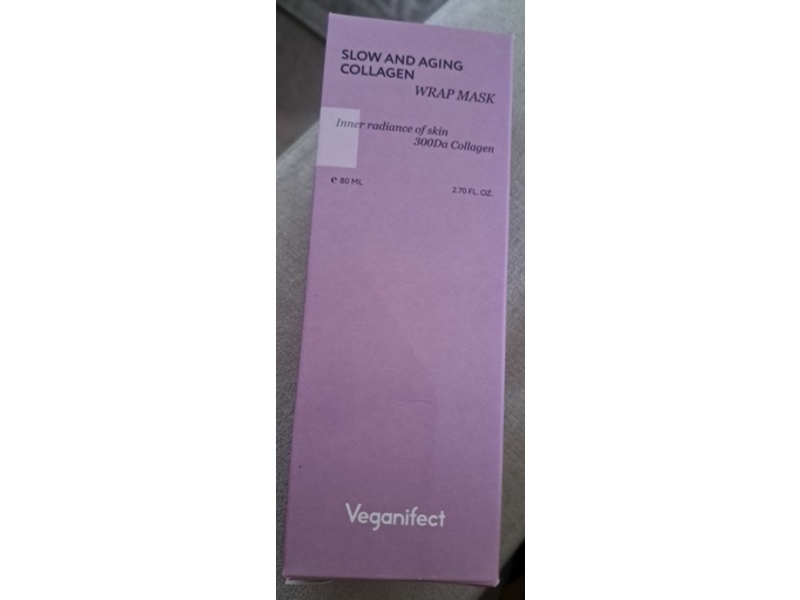 SLOW AND AGING
COLLAGEN
WRAP MASK
Inner radiance of skin
300Da Collagen
℮ 80 ML
2.70 FL. OZ.
Veganifect